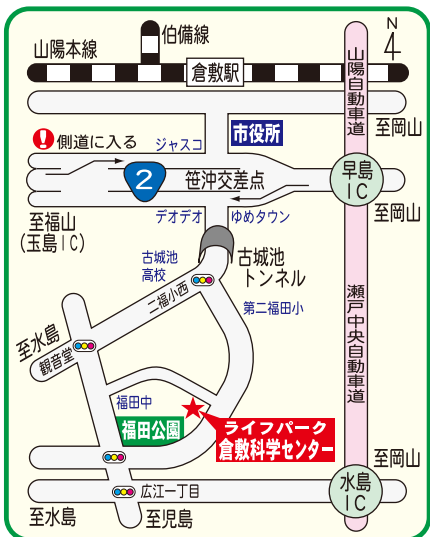 伯備線
山陽本線
N
4
倉敷駅
山陽自動車道
至岡山
市役所
ジャスコ
側道に入る
2
笹沖交差点
早島
IC
至岡山
至福山
(玉島IC)
デオデオ
ゆめタウン
古城池
高校
古城池
トンネル
二福小西
第二福田小
瀬戸中央自動車道
至水島
観音堂
福田中
福田公園
ライフパーク
倉敷科学センター
至岡山
広江一丁目
水島
IC
至水島
至児島